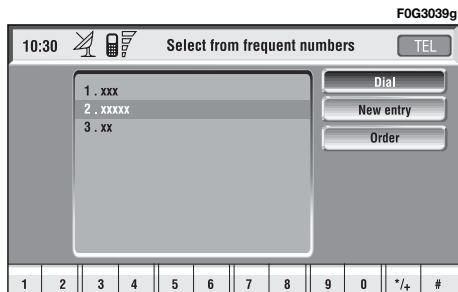 F0G3039g
10:30 Select from frequent numbers TEL
1 . xxx
2 . xxxxx
3 . xx
Dial
New entry
Order
1 2 3 4 5 6 7 8 9 0 */+ #